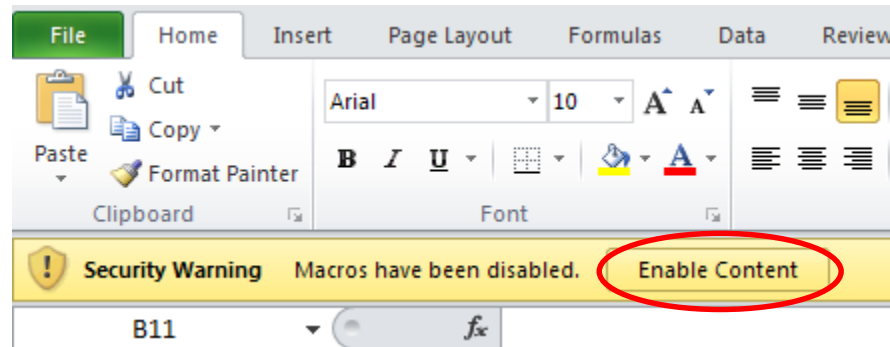 File Home Insert Page Layout Formulas Data Review
Cut
Arial 10 A A
Copy
Paste
B I U A
Format Painter
Clipboard Font
! Security Warning Macros have been disabled. Enable Content
B11 fx